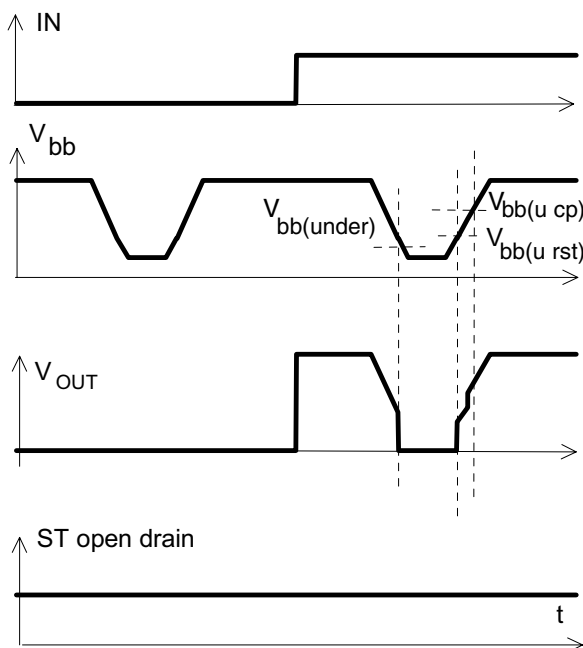 IN
V bb
V bb(under)
V bb(u cp)
V bb(u rst)
V OUT
ST open drain
t